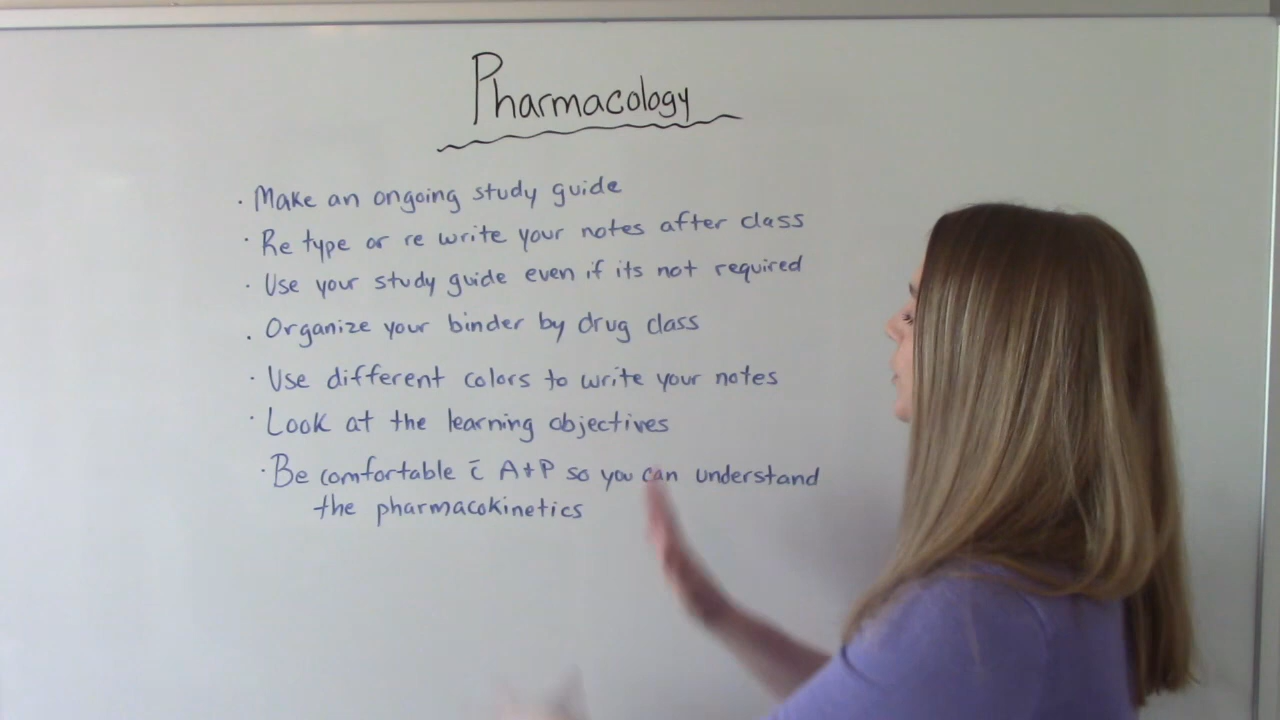 Pharmacology
· Make an ongoing study guide
· Re type or re write your notes after class
· Use your study guide even if its not required
· Organize your binder by drug class
· Use different colors to write your notes
· Look at the learning objectives
· Be comfortable c̄ A+P so you can understand
the pharmacokinetics